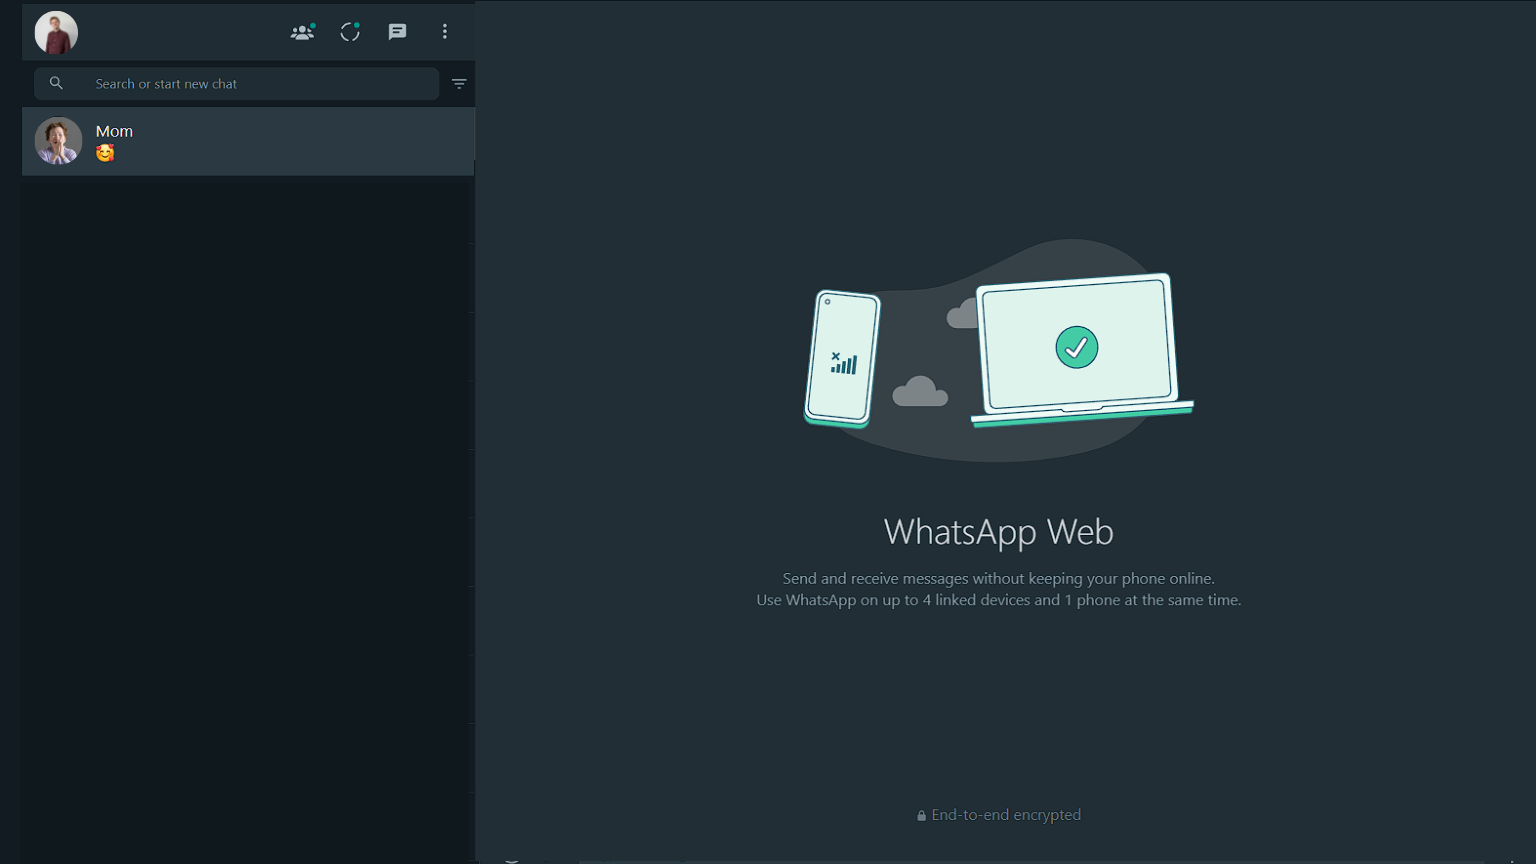 Search or start new chat
Mom
🥰
WhatsApp Web
Send and receive messages without keeping your phone online.
Use WhatsApp on up to 4 linked devices and 1 phone at the same time.
End-to-end encrypted